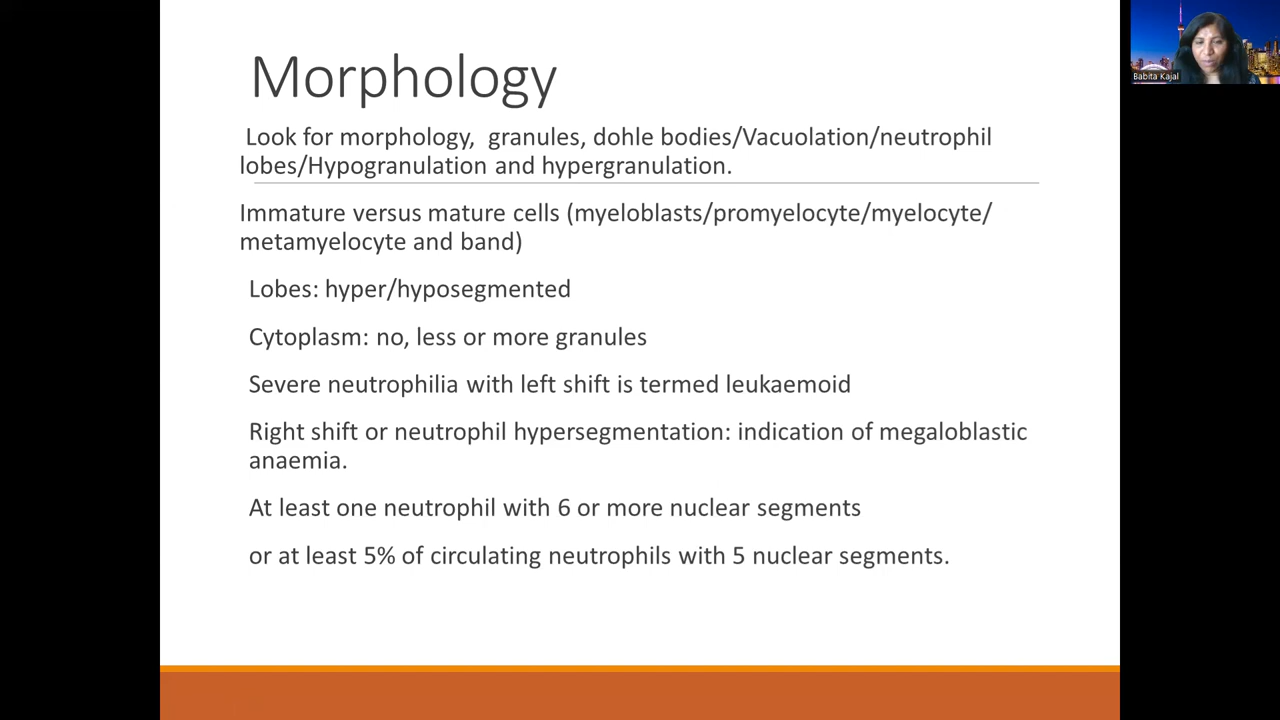 Morphology
Look for morphology, granules, dohle bodies/Vacuolation/neutrophil
lobes/Hypogranulation and hypergranulation.
Immature versus mature cells (myeloblasts/promyelocyte/myelocyte/
metamyelocyte and band)
Lobes: hyper/hyposegmented
Cytoplasm: no, less or more granules
Severe neutrophilia with left shift is termed leukaemoid
Right shift or neutrophil hypersegmentation: indication of megaloblastic
anaemia.
At least one neutrophil with 6 or more nuclear segments
or at least 5% of circulating neutrophils with 5 nuclear segments.
Babita Kajal